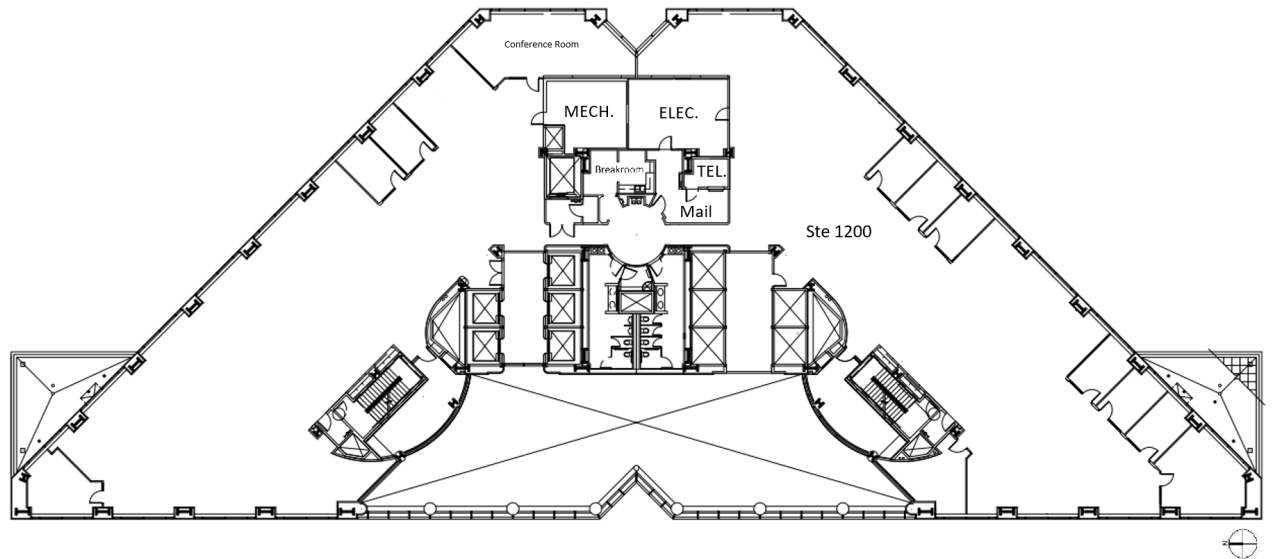 Conference Room
MECH.
ELEC.
Breakroom
TEL.
Mail
Ste 1200
N